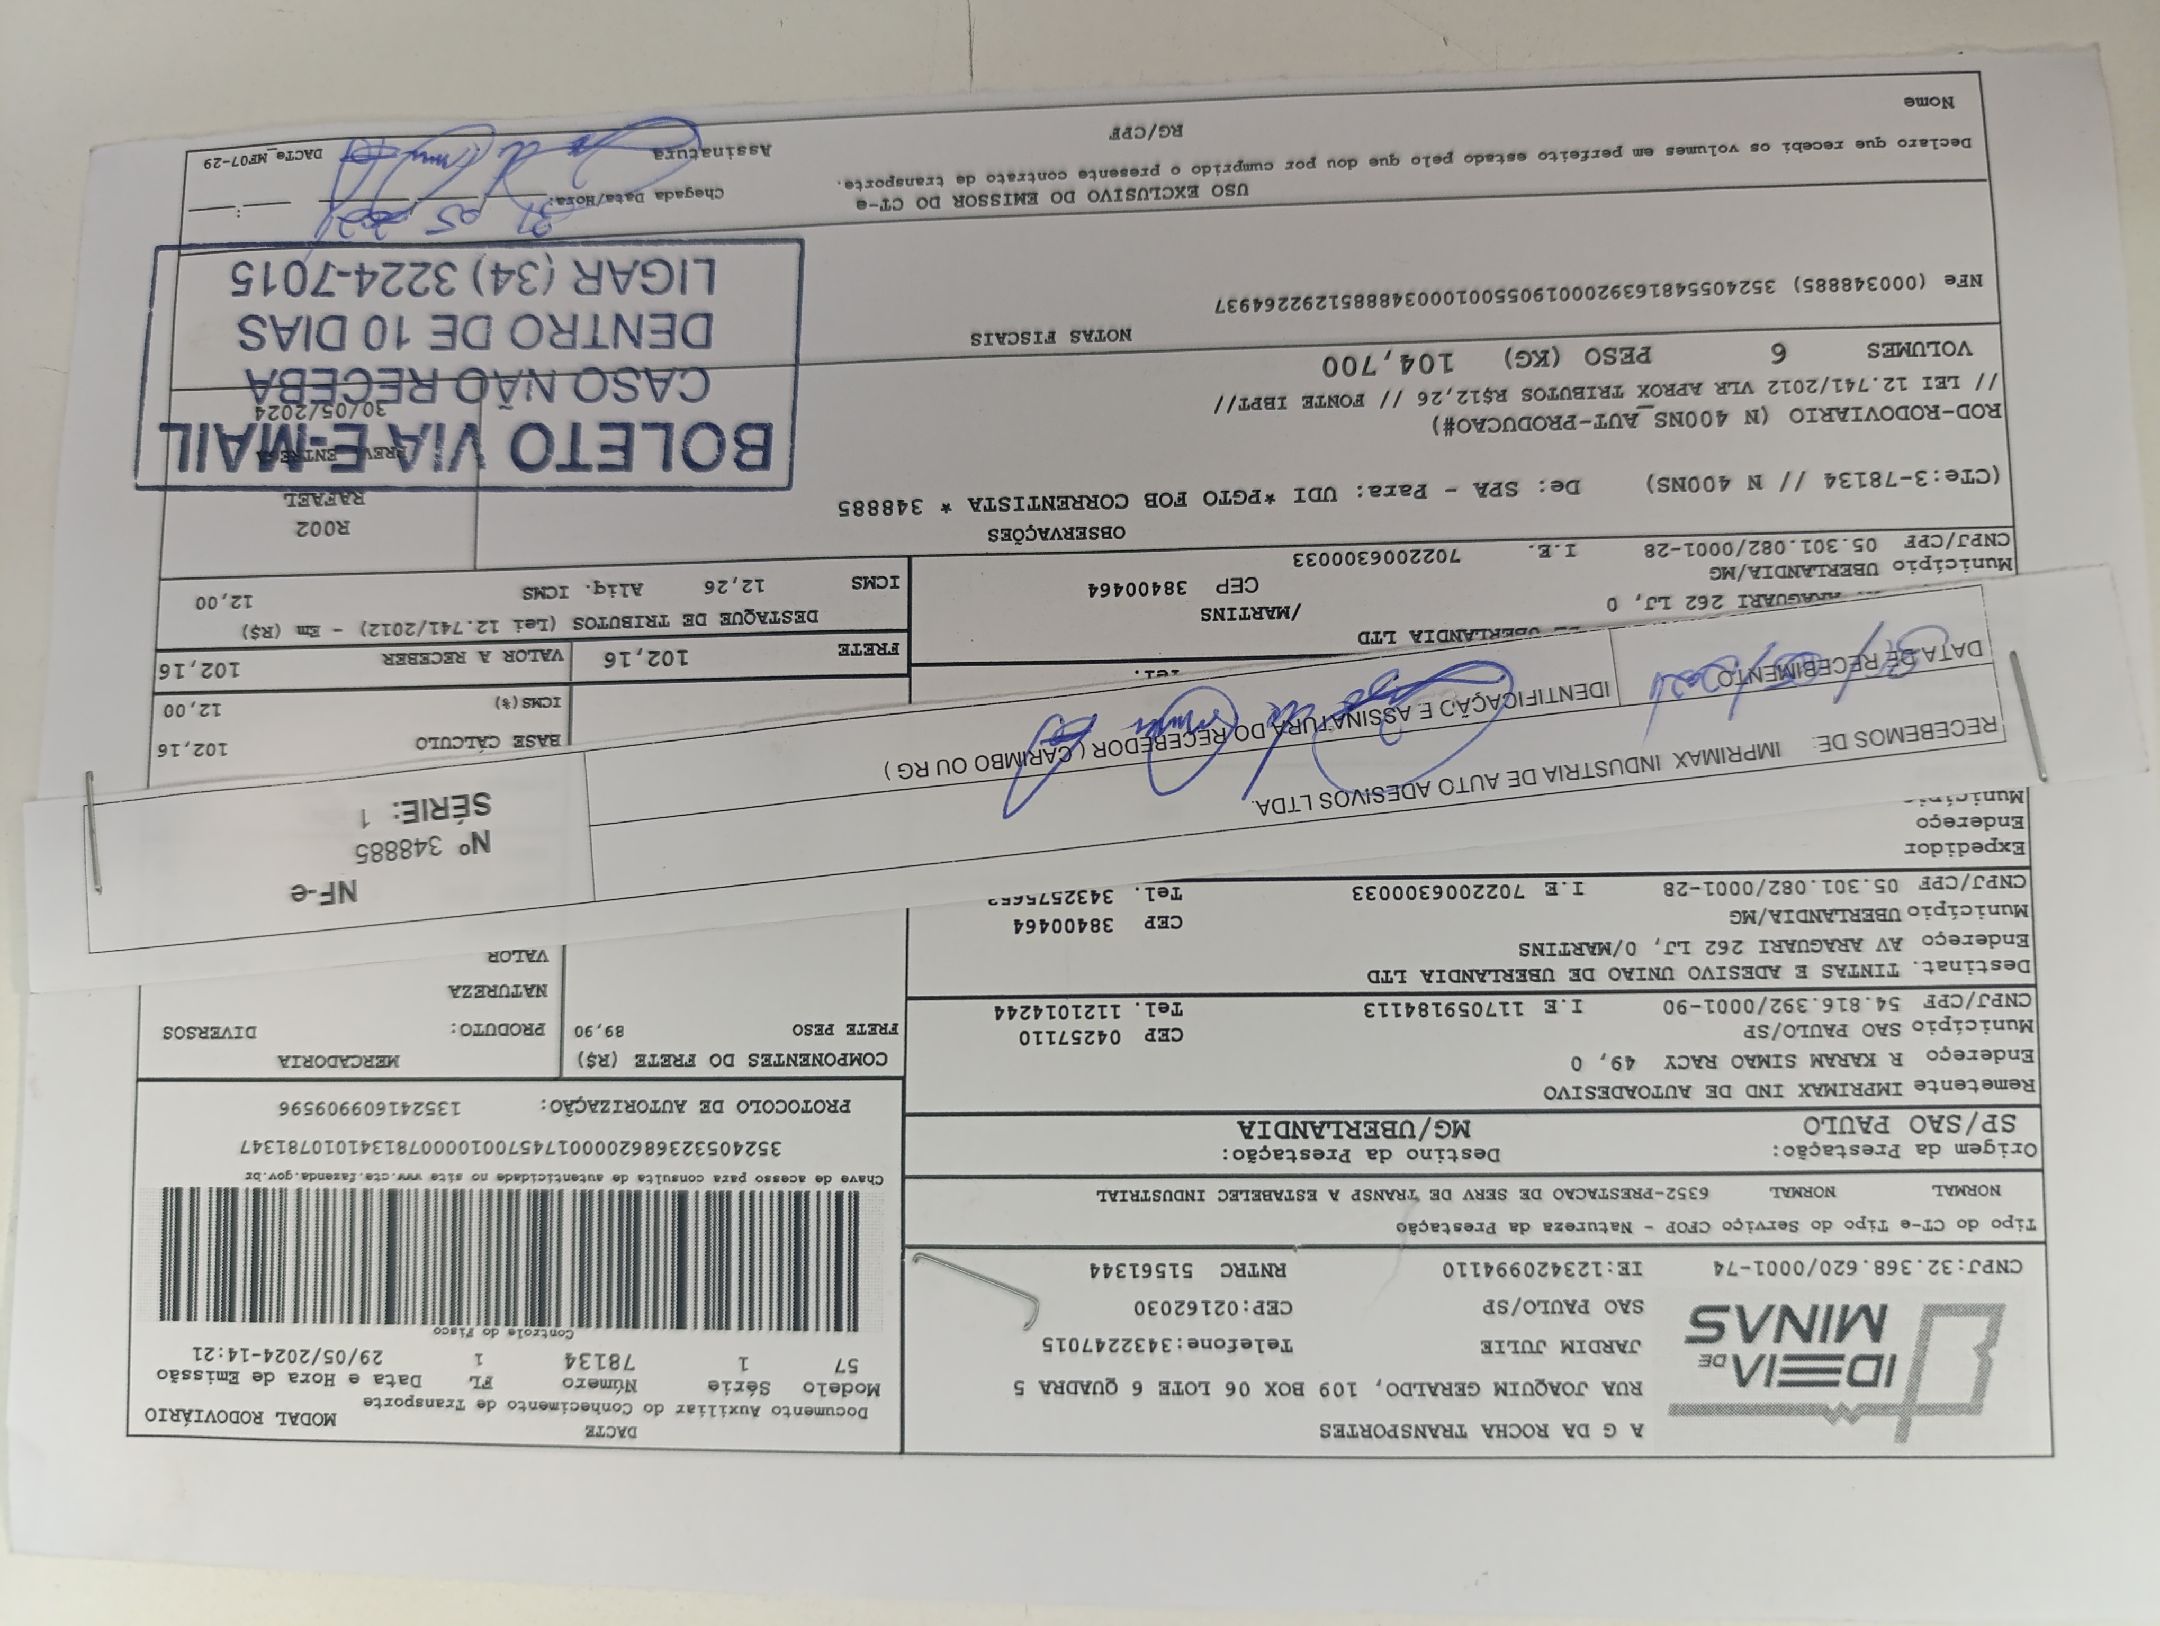 IDEIA DE MINAS
A G DA ROCHA TRANSPORTES
RUA JOAQUIM GERALDO, 109 BOX 06 LOTE 6 QUADRA 5
JARDIM JULIE Telefone:3432247015
SAO PAULO/SP CEP:02162030
CNPJ:32.368.620/0001-74 IE:123420994110 RNTRC 51561344
DACTE
Documento Auxiliar do Conhecimento de Transporte
MODAL RODOVIÁRIO
Modelo Série Número FL Data e Hora de Emissão
57 1 78134 1 29/05/2024-14:21
Controle do Fisco
Chave de acesso para consulta de autenticidade no site www.cte.fazenda.gov.br
35240532368620000174570010000781341010781347
PROTOCOLO DE AUTORIZAÇÃO: 135241609909596
Tipo do CT-e Tipo do Serviço CFOP - Natureza da Prestação
NORMAL NORMAL 6352-PRESTACAO DE SERV DE TRANSP A ESTABELEC INDUSTRIAL
Origem da Prestação: Destino da Prestação:
SP/SAO PAULO MG/UBERLANDIA
Remetente IMPRIMAX IND DE AUTOADESIVO
Endereço R KARAM SIMAO RACY 49, 0
Município SAO PAULO/SP CEP 04257110
CNPJ/CPF 54.816.392/0001-90 I.E 117059184113 Tel. 1121014244
Destinat. TINTAS E ADESIVO UNIAO DE UBERLANDIA LTD
Endereço AV ARAGUARI 262 LJ, 0/MARTINS
Município UBERLANDIA/MG CEP 38400464
CNPJ/CPF 05.301.082/0001-28 I.E 7022006300033 Tel.
Expedidor
Endereço
COMPONENTES DO FRETE (R$)
FRETE PESO 89,90
MERCADORIA
PRODUTO: DIVERSOS
NATUREZA
VALOR
RECEBEMOS DE: IMPRIMAX INDUSTRIA DE AUTO ADESIVOS LTDA.
DATA DE RECEBIMENTO
IDENTIFICAÇÃO E ASSINATURA DO RECEBEDOR ( CARIMBO OU RG )
NF-e
Nº 348885
SÉRIE: 1
BASE CÁLCULO 102,16
ICMS(%) 12,00
FRETE 102,16 VALOR A RECEBER 102,16
DESTAQUE DE TRIBUTOS (Lei 12.741/2012) - Em (R$)
ICMS 12,26 Aliq. ICMS 12,00
UBERLANDIA LTD
ARAGUARI 262 LJ, 0 /MARTINS
Município UBERLANDIA/MG CEP 38400464
CNPJ/CPF 05.301.082/0001-28 I.E. 7022006300033
OBSERVAÇÕES
(CTe:3-78134 // N 400NS) De: SPA - Para: UDI *PGTO FOB CORRENTISTA * 348885
ROD-RODOVIARIO (N 400NS_AUT-PRODUCAO#)
// LEI 12.741/2012 VLR APROX TRIBUTOS R$12,26 // FONTE IBPT//
R002
RAFAEL
PREV. ENTREGA
30/05/2024
VOLUMES 6 PESO (KG) 104,700
NOTAS FISCAIS
NFe (000348885) 35240554816392000190550010003488851292264937
BOLETO VIA E-MAIL
CASO NÃO RECEBA
DENTRO DE 10 DIAS
LIGAR (34) 3224-7015
USO EXCLUSIVO DO EMISSOR DO CT-e
Declaro que recebi os volumes em perfeito estado pelo que dou por cumprido o presente contrato de transporte.
Chegada Data/Hora:
Nome RG/CPF Assinatura
DACTe_MF07-29